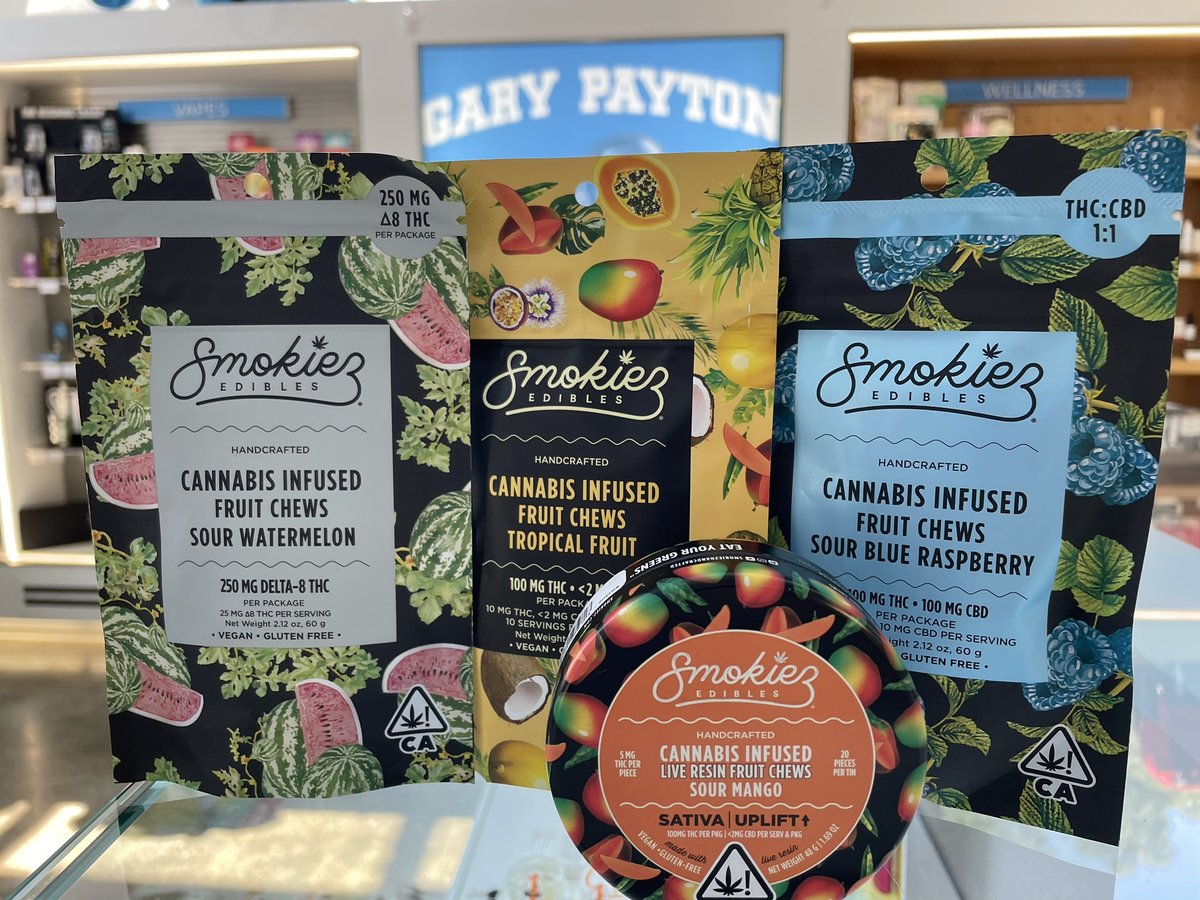 GARY PAYTON
VAPES
WELLNESS
250 MG
Δ8 THC
PER PACKAGE
Smokiez
EDIBLES
HANDCRAFTED
CANNABIS INFUSED
FRUIT CHEWS
SOUR WATERMELON
250 MG DELTA-8 THC
PER PACKAGE
25 MG Δ8 THC PER SERVING
Net Weight 2.12 oz, 60 g
• VEGAN • GLUTEN FREE •
CA
Smokiez
EDIBLES
HANDCRAFTED
CANNABIS INFUSED
FRUIT CHEWS
TROPICAL FRUIT
100 MG THC • <2 M
PER PACK
10 MG THC, <2 MG C
10 SERVINGS
Net Weight
• VEGAN •
THC:CBD
1:1
Smokiez
EDIBLES
HANDCRAFTED
CANNABIS INFUSED
FRUIT CHEWS
SOUR BLUE RASPBERRY
100 MG THC • 100 MG CBD
PER PACKAGE
10 MG CBD PER SERVING
2.12 oz, 60 g
GLUTEN FREE •
CA
EAT YOUR GREENS™
Smokiez
EDIBLES
HANDCRAFTED
5 MG
THC PER
PIECE
CANNABIS INFUSED
LIVE RESIN FRUIT CHEWS
SOUR MANGO
20
PIECES
PER TIN
SATIVA | UPLIFT
100MG THC PER PKG | <2MG CBD PER SERV & PKG
VEGAN • GLUTEN-FREE
made with
live resin
NET WEIGHT 48 G | 1.69 OZ